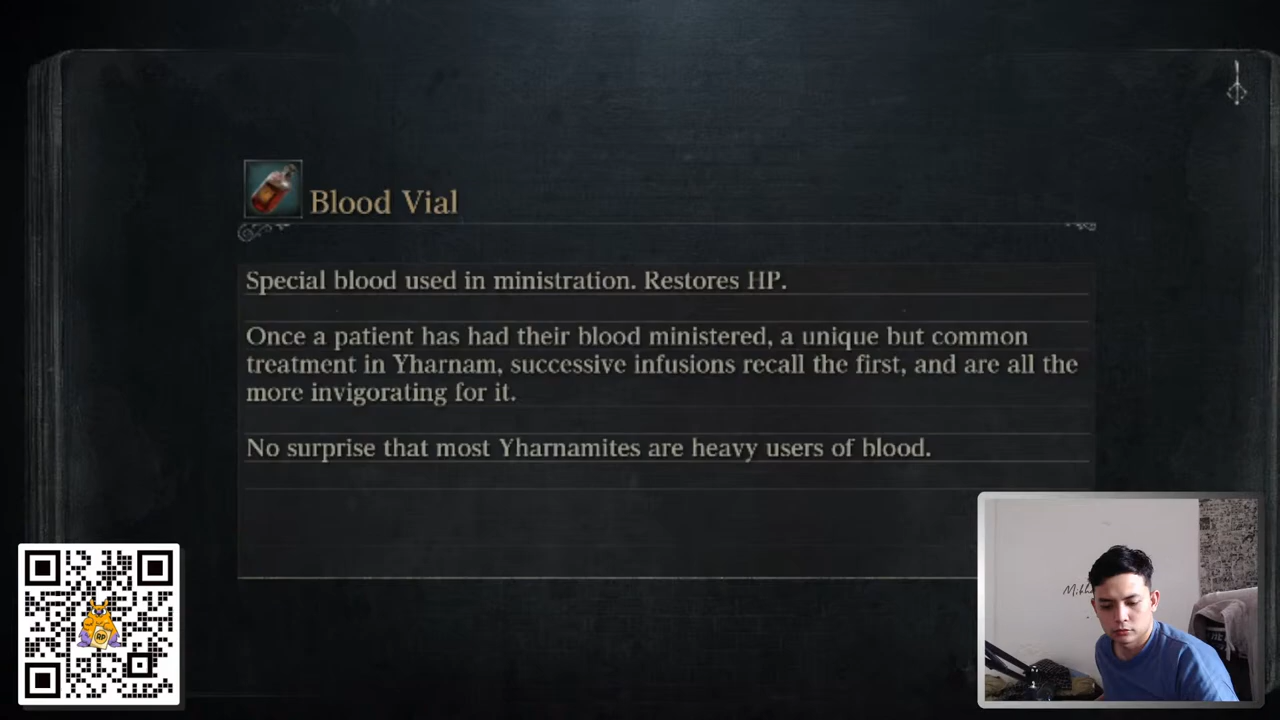 Blood Vial
Special blood used in ministration. Restores HP.
Once a patient has had their blood ministered, a unique but common
treatment in Yharnam, successive infusions recall the first, and are all the
more invigorating for it.
No surprise that most Yharnamites are heavy users of blood.
RP